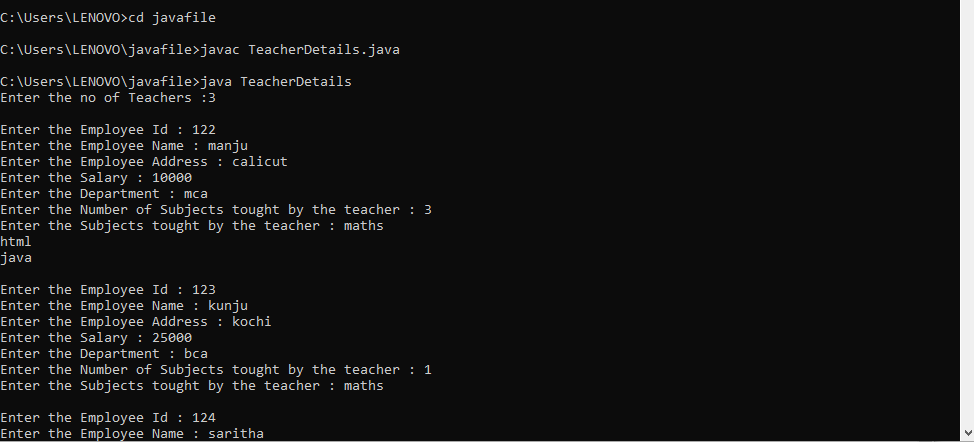 C:\Users\LENOVO>cd javafile
C:\Users\LENOVO\javafile>javac TeacherDetails.java
C:\Users\LENOVO\javafile>java TeacherDetails
Enter the no of Teachers :3
Enter the Employee Id : 122
Enter the Employee Name : manju
Enter the Employee Address : calicut
Enter the Salary : 10000
Enter the Department : mca
Enter the Number of Subjects tought by the teacher : 3
Enter the Subjects tought by the teacher : maths
html
java
Enter the Employee Id : 123
Enter the Employee Name : kunju
Enter the Employee Address : kochi
Enter the Salary : 25000
Enter the Department : bca
Enter the Number of Subjects tought by the teacher : 1
Enter the Subjects tought by the teacher : maths
Enter the Employee Id : 124
Enter the Employee Name : saritha